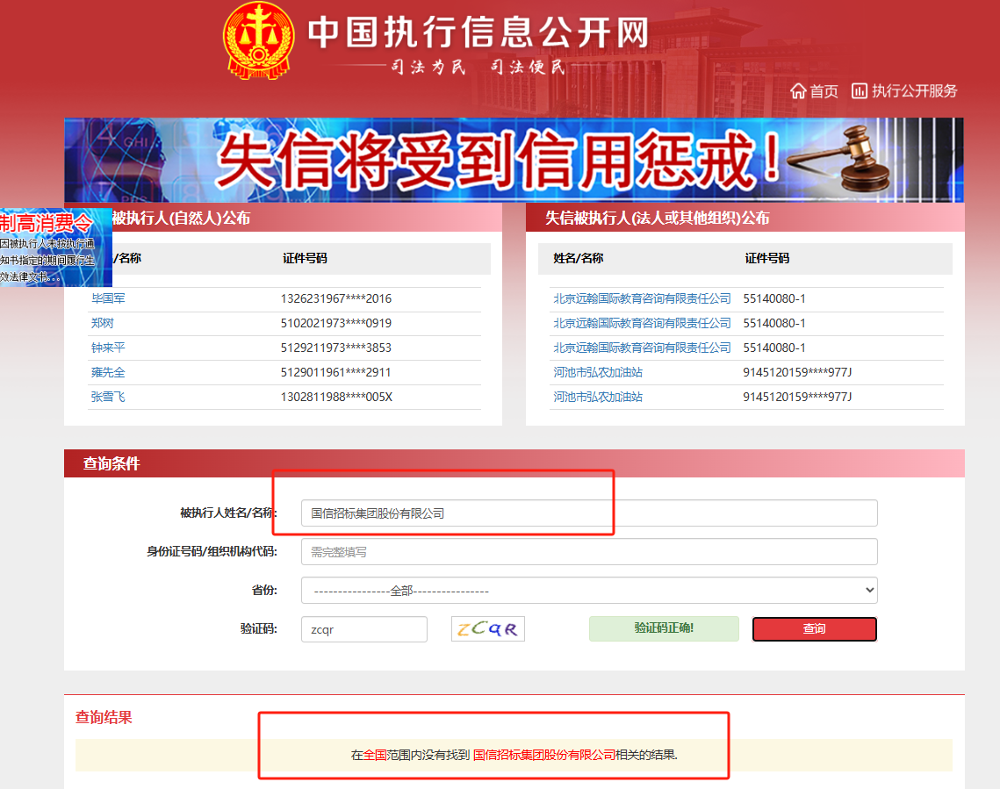 中国执行信息公开网
司法为民 司法便民
首页 执行公开服务
失信将受到信用惩戒!
制高消费令
因被执行人未按执行通
知书指定的期间履行生
效法律文书...
被执行人(自然人)公布
/名称 证件号码
毕国军 1326231967****2016
郑树 5102021973****0919
钟来平 5129211973****3853
雍先全 5129011961****2911
张雪飞 1302811988****005X
失信被执行人(法人或其他组织)公布
姓名/名称 证件号码
北京远翰国际教育咨询有限责任公司 55140080-1
北京远翰国际教育咨询有限责任公司 55140080-1
北京远翰国际教育咨询有限责任公司 55140080-1
河池市弘农加油站 9145120159****977J
河池市弘农加油站 9145120159****977J
查询条件
被执行人姓名/名称: 国信招标集团股份有限公司
身份证号码/组织机构代码: 需完整填写
省份: ----------------全部----------------
验证码: zcqr zCqR 验证码正确! 查询
查询结果
在全国范围内没有找到 国信招标集团股份有限公司相关的结果.